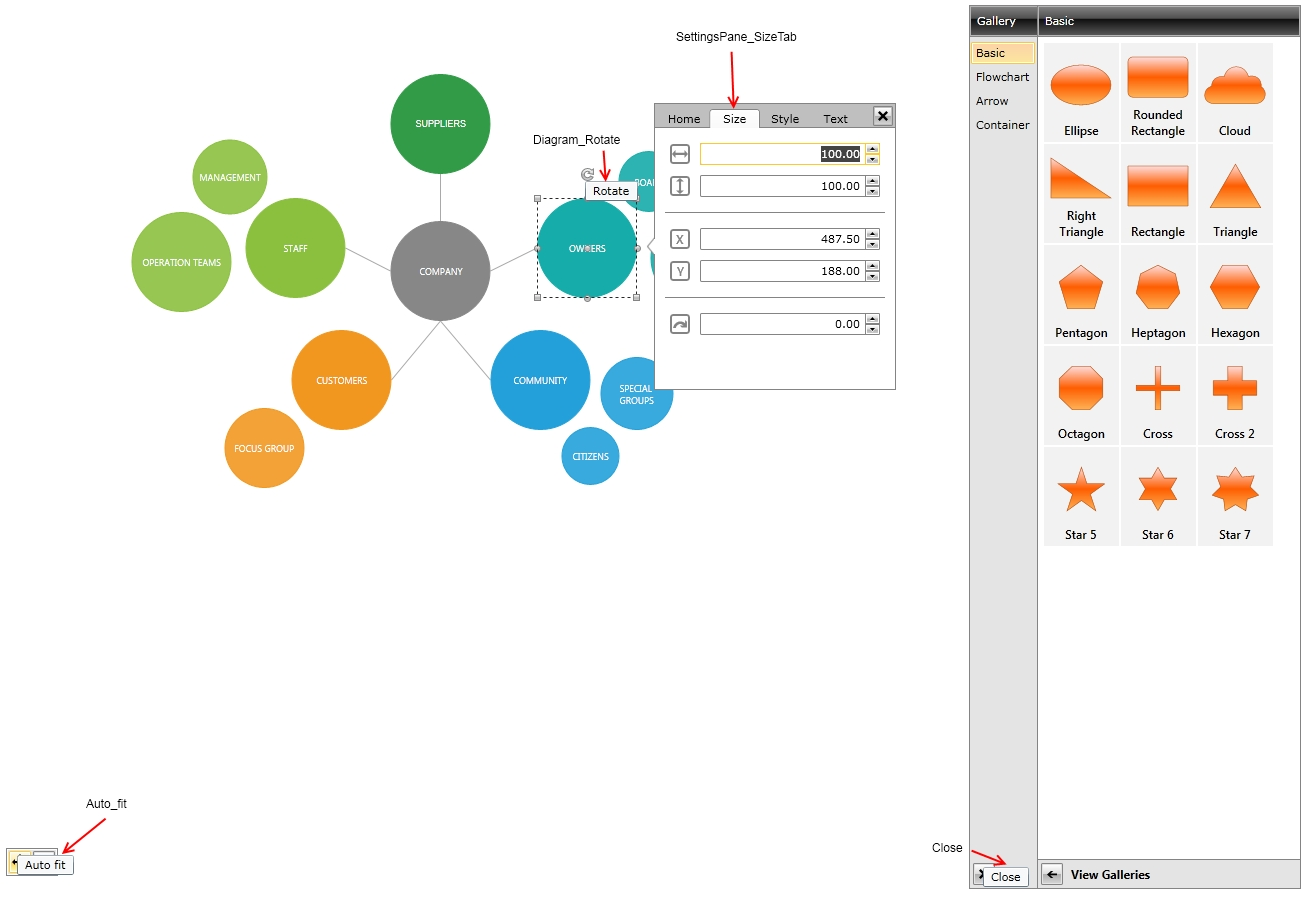 SettingsPane_SizeTab
Diagram_Rotate
SUPPLIERS
MANAGEMENT
STAFF
OPERATION TEAMS
COMPANY
OWNERS
Rotate
CUSTOMERS
COMMUNITY
SPECIAL
GROUPS
FOCUS GROUP
CITIZENS
Home Size Style Text
100.00
100.00
X 487.50
Y 188.00
0.00
Auto_fit
Auto fit
Close
Close
Gallery Basic
Basic
Flowchart
Arrow
Container
Ellipse
Rounded
Rectangle
Cloud
Right
Triangle
Rectangle
Triangle
Pentagon
Heptagon
Hexagon
Octagon
Cross
Cross 2
Star 5
Star 6
Star 7
View Galleries